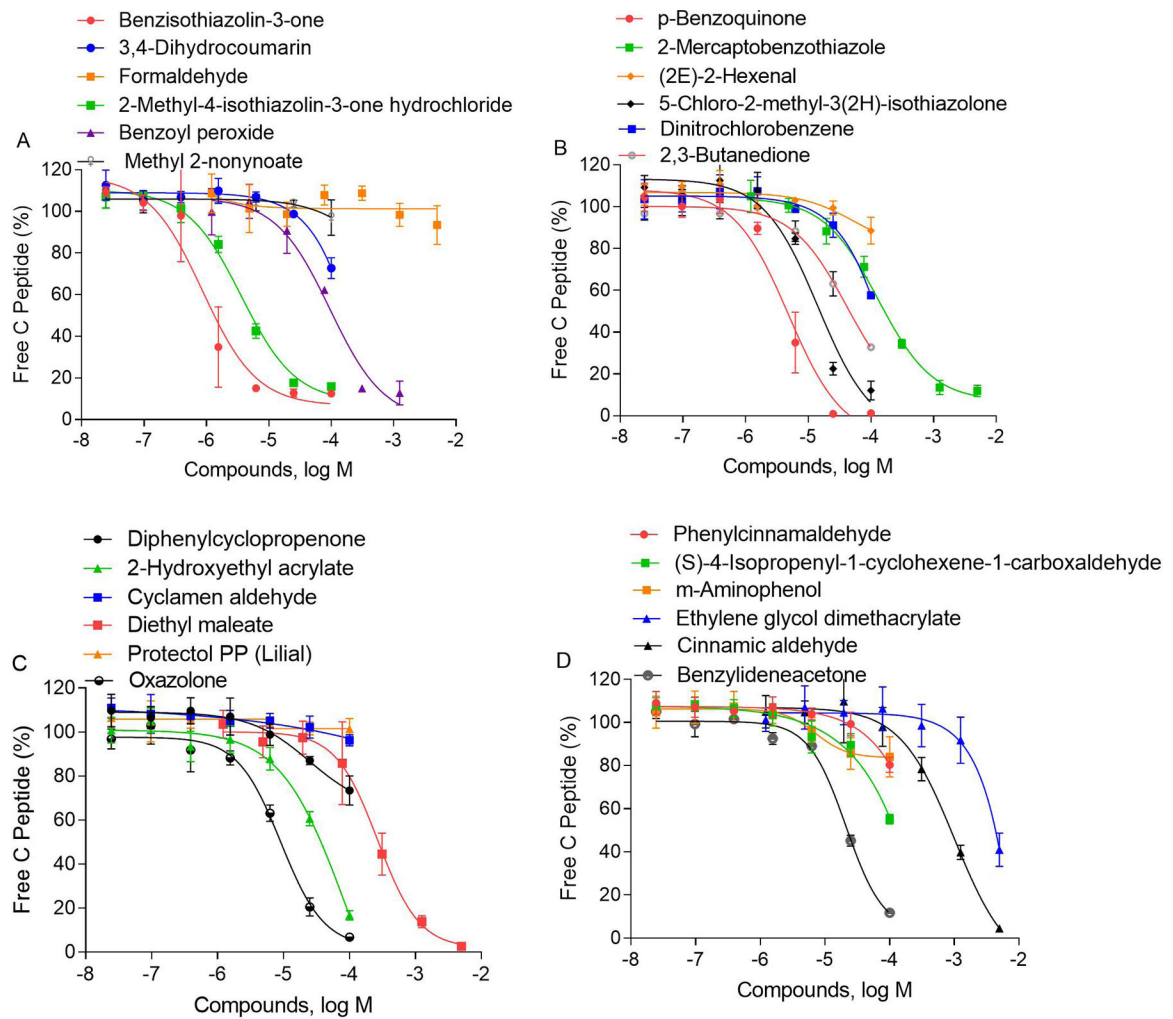 Benzisothiazolin-3-one
3,4-Dihydrocoumarin
Formaldehyde
2-Methyl-4-isothiazolin-3-one hydrochloride
Benzoyl peroxide
Methyl 2-nonynoate
A
120
100
80
60
40
20
0
Free C Peptide (%)
-8 -7 -6 -5 -4 -3 -2
Compounds, log M
p-Benzoquinone
2-Mercaptobenzothiazole
(2E)-2-Hexenal
5-Chloro-2-methyl-3(2H)-isothiazolone
Dinitrochlorobenzene
2,3-Butanedione
B
120
100
80
60
40
20
0
Free C Peptide (%)
-8 -7 -6 -5 -4 -3 -2
Compounds, log M
Diphenylcyclopropenone
2-Hydroxyethyl acrylate
Cyclamen aldehyde
Diethyl maleate
Protectol PP (Lilial)
Oxazolone
C
120
100
80
60
40
20
0
Free C Peptide (%)
-8 -7 -6 -5 -4 -3 -2
Compounds, log M
Phenylcinnamaldehyde
(S)-4-Isopropenyl-1-cyclohexene-1-carboxaldehyde
m-Aminophenol
Ethylene glycol dimethacrylate
Cinnamic aldehyde
Benzylideneacetone
D
120
100
80
60
40
20
0
Free C Peptide (%)
-8 -7 -6 -5 -4 -3 -2
Compounds, log M